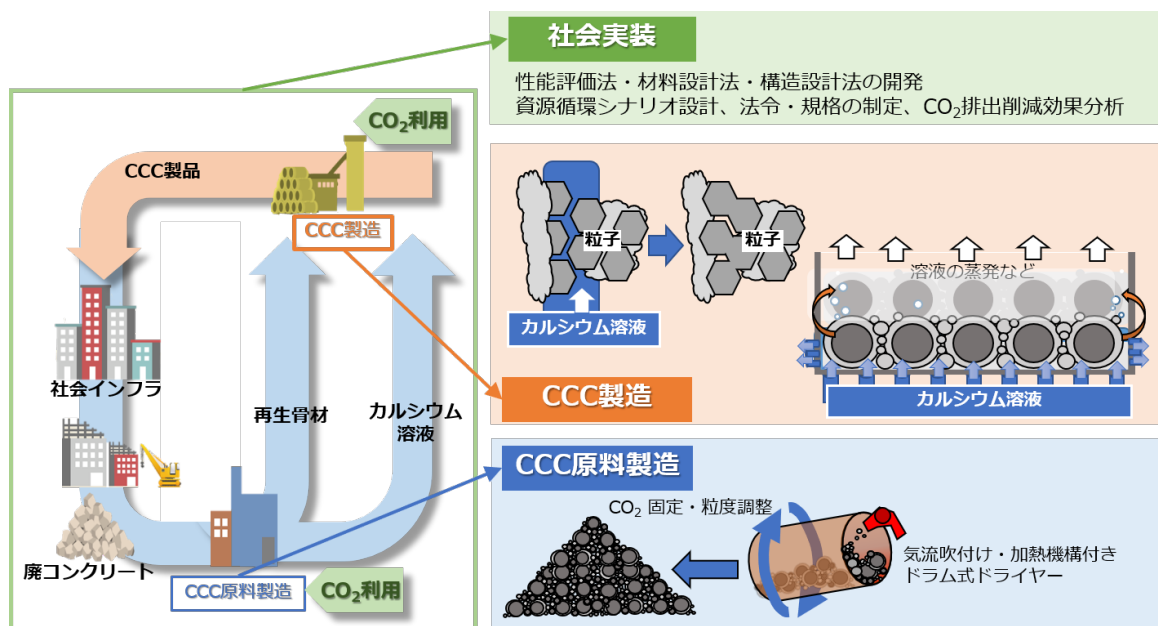 社会実装
性能評価法・材料設計法・構造設計法の開発
資源循環シナリオ設計、法令・規格の制定、CO₂排出削減効果分析
CO₂利用
CCC製品
CCC製造
社会インフラ
再生骨材
カルシウム
溶液
廃コンクリート
CCC原料製造
CO₂利用
粒子
粒子
カルシウム溶液
溶液の蒸発など
カルシウム溶液
CCC製造
CCC原料製造
CO₂ 固定・粒度調整
気流吹付け・加熱機構付き
ドラム式ドライヤー